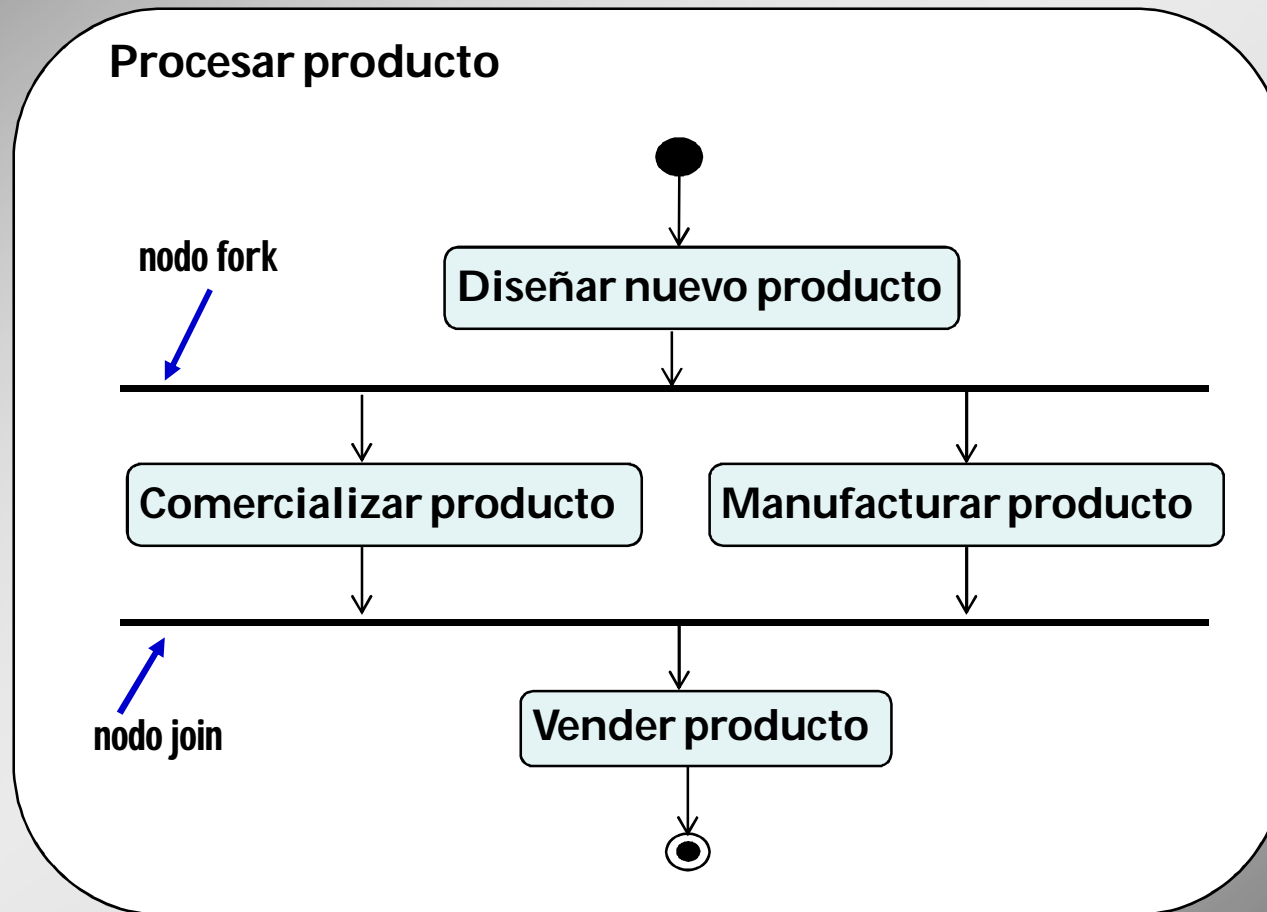 Procesar producto
nodo fork
Diseñar nuevo producto
Comercializar producto
Manufacturar producto
nodo join
Vender producto